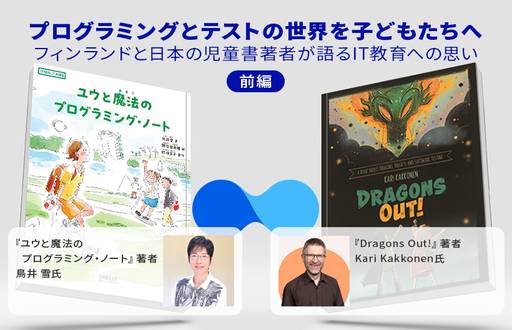 プログラミングとテストの世界を子どもたちへ
フィンランドと日本の児童書著者が語るIT教育への思い
前編
ユウと魔法の
プログラミング・ノート
A BOOK ABOUT DRAGONS, KNIGHTS, AND SOFTWARE TESTING
KARI KAKKONEN
DRAGONS
OUT!
『ユウと魔法の
プログラミング・ノート』 著者
鳥井 雪氏
『Dragons Out!』 著者
Kari Kakkonen氏